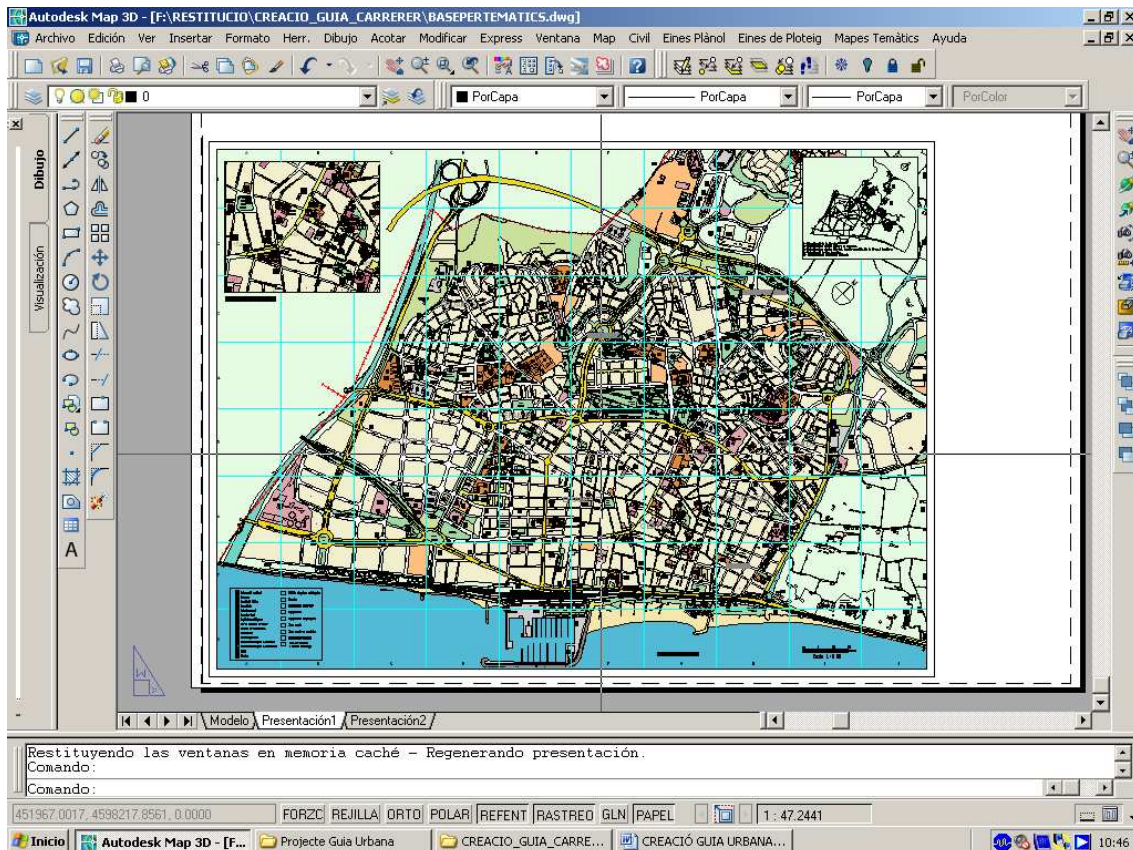 Autodesk Map 3D - [F:\RESTITUCIO\CREACIO_GUIA_CARRERER\BASEPERTEMATICS.dwg]
Archivo Edición Ver Insertar Formato Herr. Dibujo Acotar Modificar Express Ventana Map Civil Eines Plànol Eines de Ploteig Mapes Temàtics Ayuda
0 PorCapa PorCapa PorCapa PorColor
Dibujo
Visualización
A
Modelo Presentación1 Presentación2
Restituyendo las ventanas en memoria caché - Regenerando presentación.
Comando:
Comando:
451967.0017, 4598217.8561, 0.0000 FORZC REJILLA ORTO POLAR REFENT RASTREO GLN PAPEL 1 : 47.2441
Inicio Autodesk Map 3D - [F... Projecte Guia Urbana CREACIO_GUIA_CARRE... CREACIÓ GUIA URBANA... 10:46